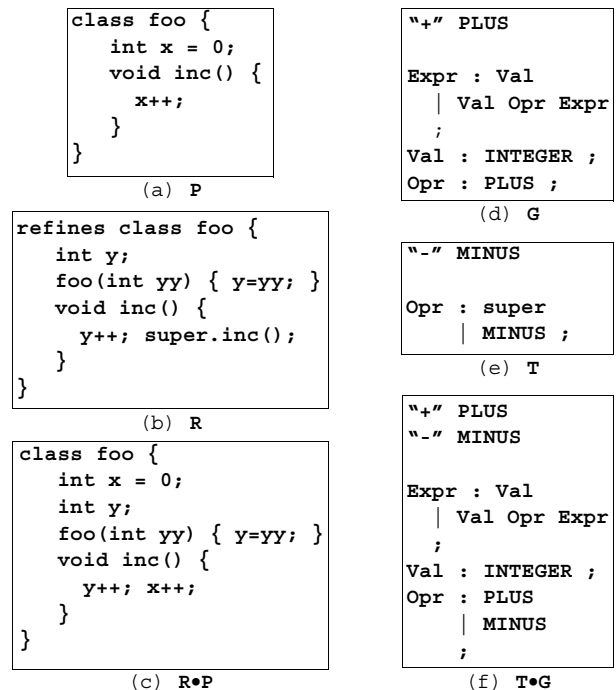 class foo {
int x = 0;
void inc() {
x++;
}
}
(a) P
refines class foo {
int y;
foo(int yy) { y=yy; }
void inc() {
y++; super.inc();
}
}
(b) R
class foo {
int x = 0;
int y;
foo(int yy) { y=yy; }
void inc() {
y++; x++;
}
}
(c) R•P
“+” PLUS
Expr : Val
| Val Opr Expr
;
Val : INTEGER ;
Opr : PLUS ;
(d) G
“-” MINUS
Opr : super
| MINUS ;
(e) T
“+” PLUS
“-” MINUS
Expr : Val
| Val Opr Expr
;
Val : INTEGER ;
Opr : PLUS
| MINUS
;
(f) T•G